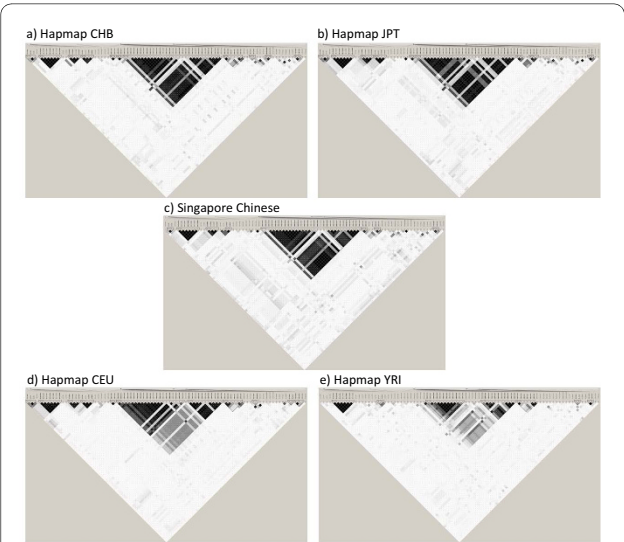 a) Hapmap CHB
b) Hapmap JPT
c) Singapore Chinese
d) Hapmap CEU
e) Hapmap YRI